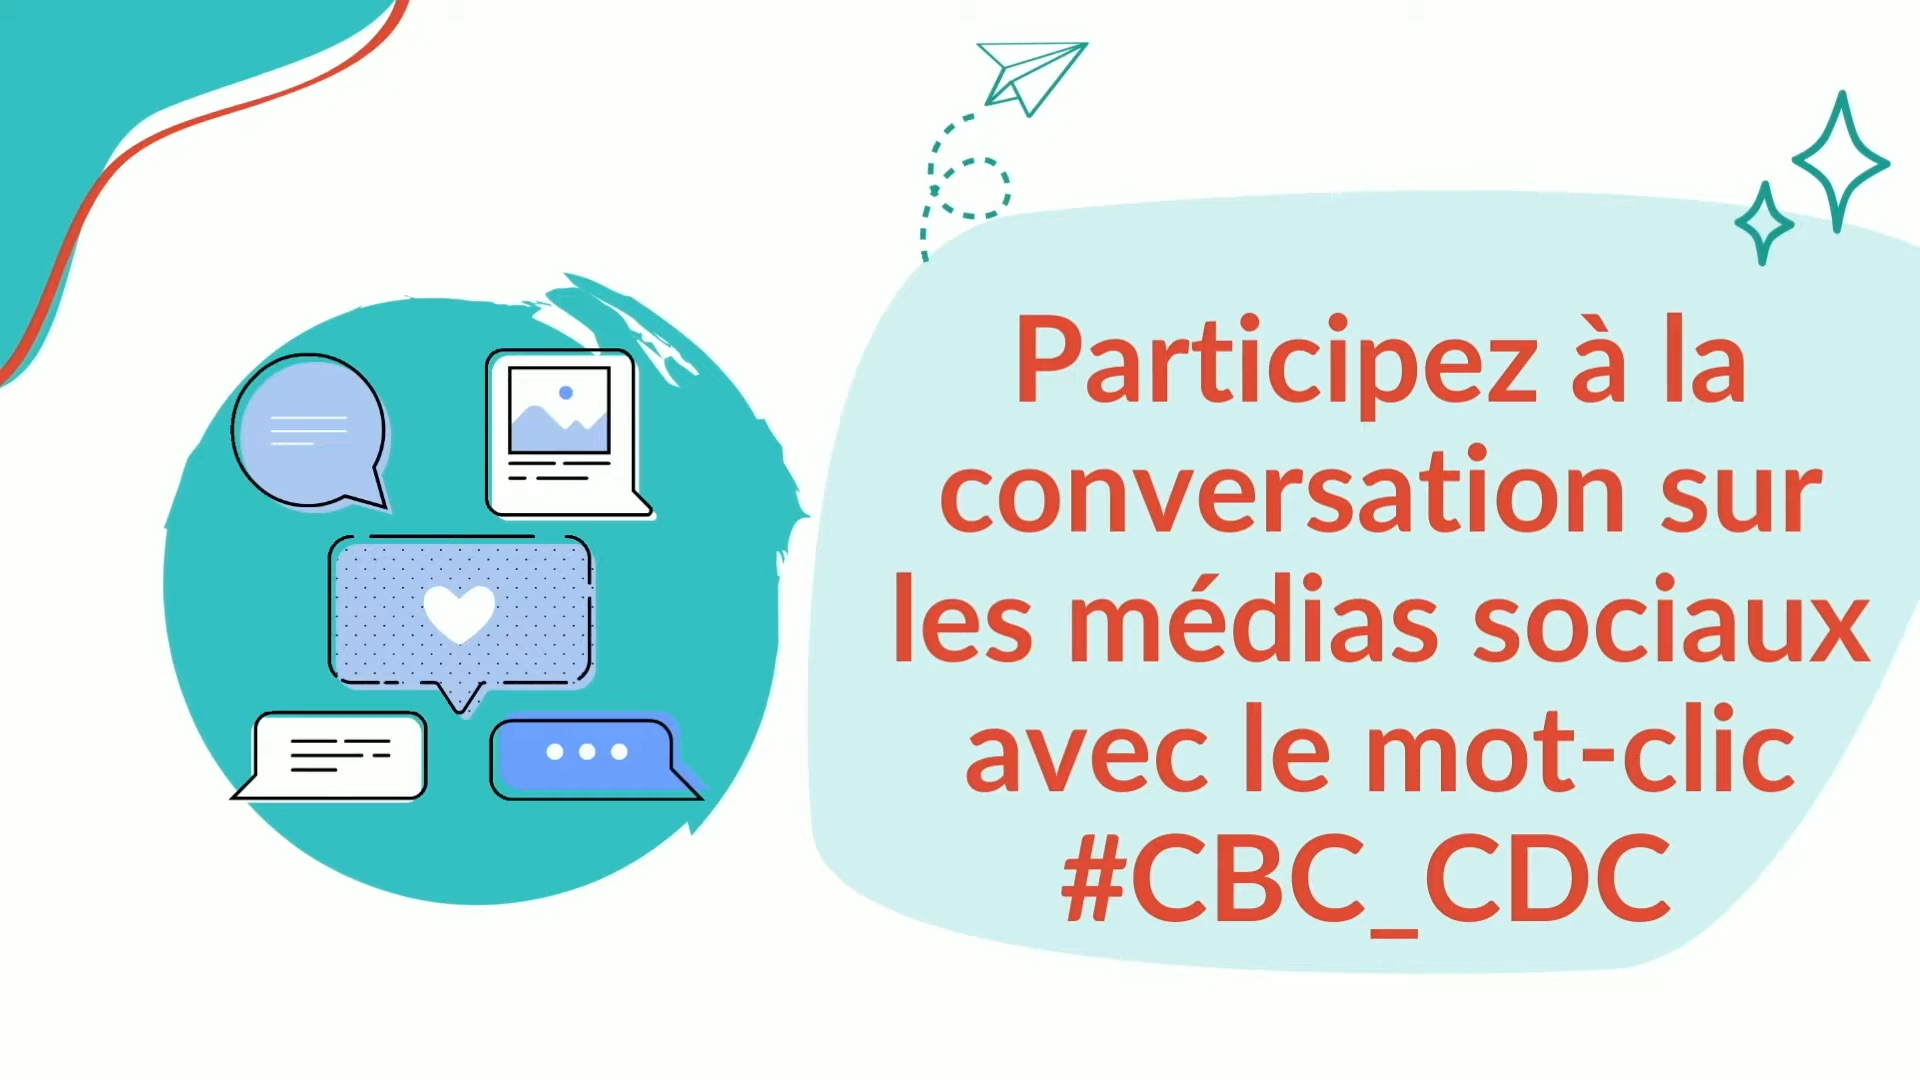 Participez à la
conversation sur
les médias sociaux
avec le mot-clic
#CBC_CDC